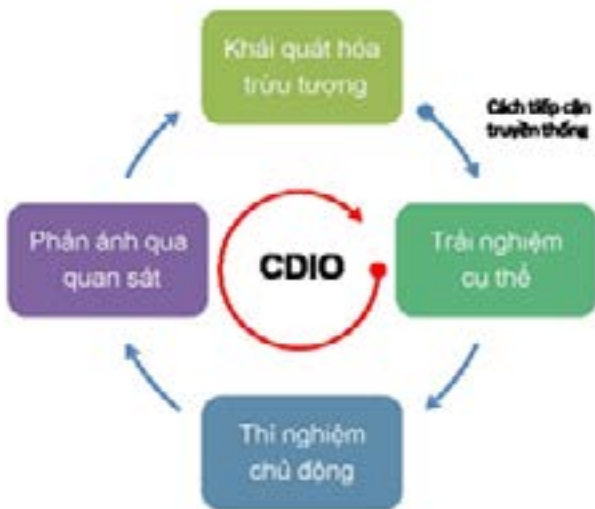 Khái quát hóa
trừu tượng
Cách tiếp cận
truyền thống
Phản ánh qua
quan sát
CDIO
Trải nghiệm
cụ thể
Thí nghiệm
chủ động